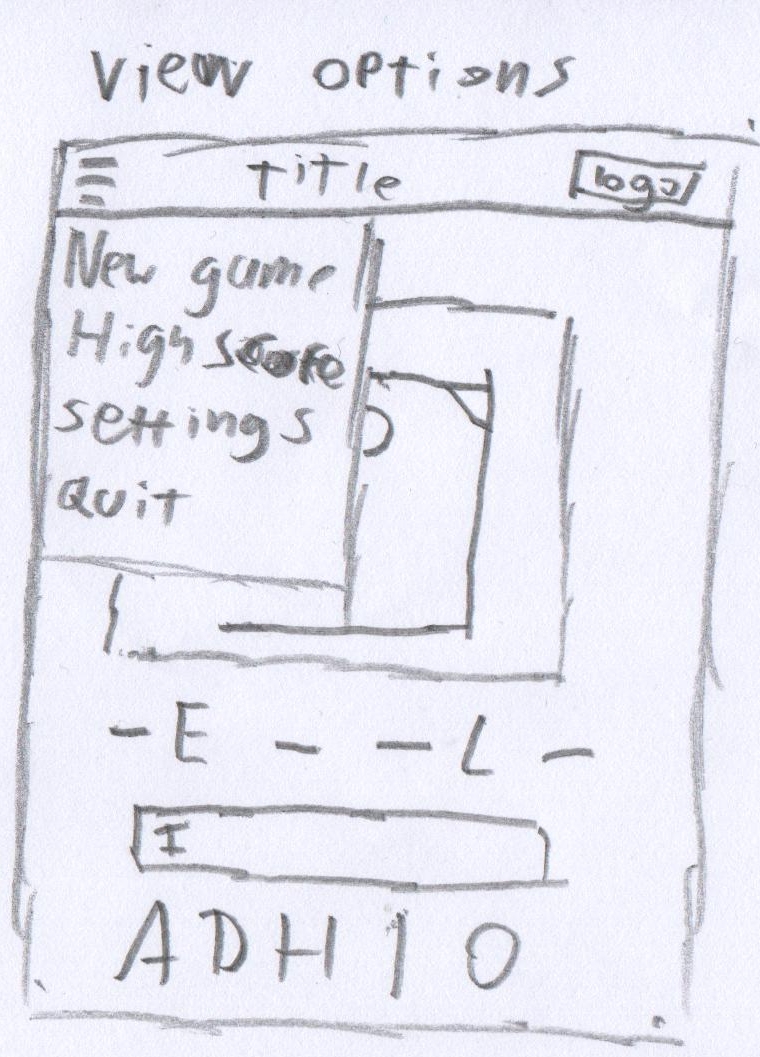 View options
Title logo
New game
High score
settings
Quit
- E - - L -
I
A D H I O